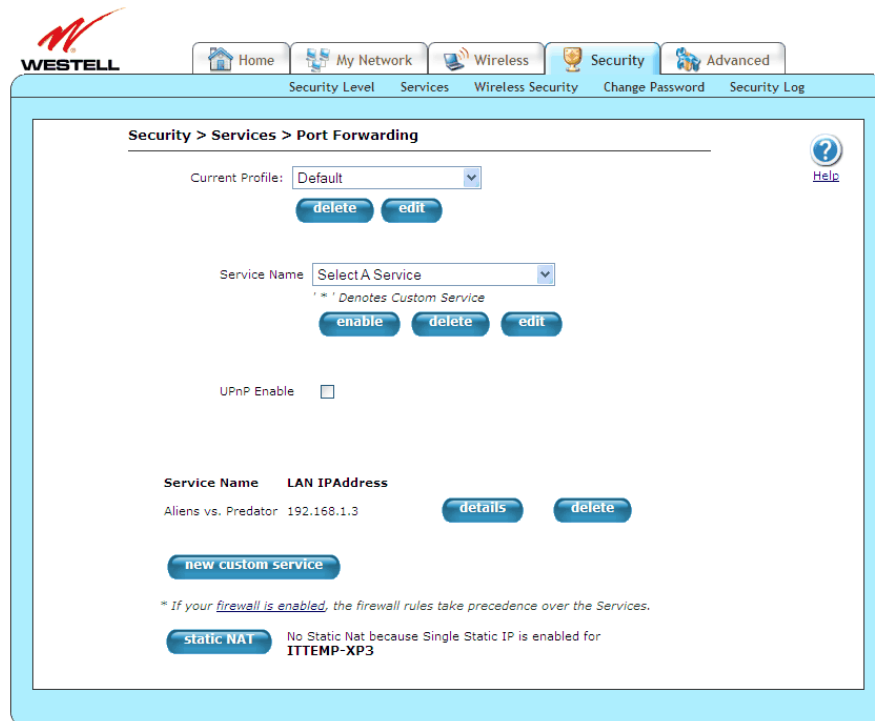 WESTELL
Home My Network Wireless Security Advanced
Security Level Services Wireless Security Change Password Security Log
Security > Services > Port Forwarding
?
Help
Current Profile: Default
delete edit
Service Name Select A Service
' * ' Denotes Custom Service
enable delete edit
UPnP Enable
Service Name LAN IPAddress
Aliens vs. Predator 192.168.1.3 details delete
new custom service
* If your firewall is enabled, the firewall rules take precedence over the Services.
static NAT No Static Nat because Single Static IP is enabled for
ITTEMP-XP3